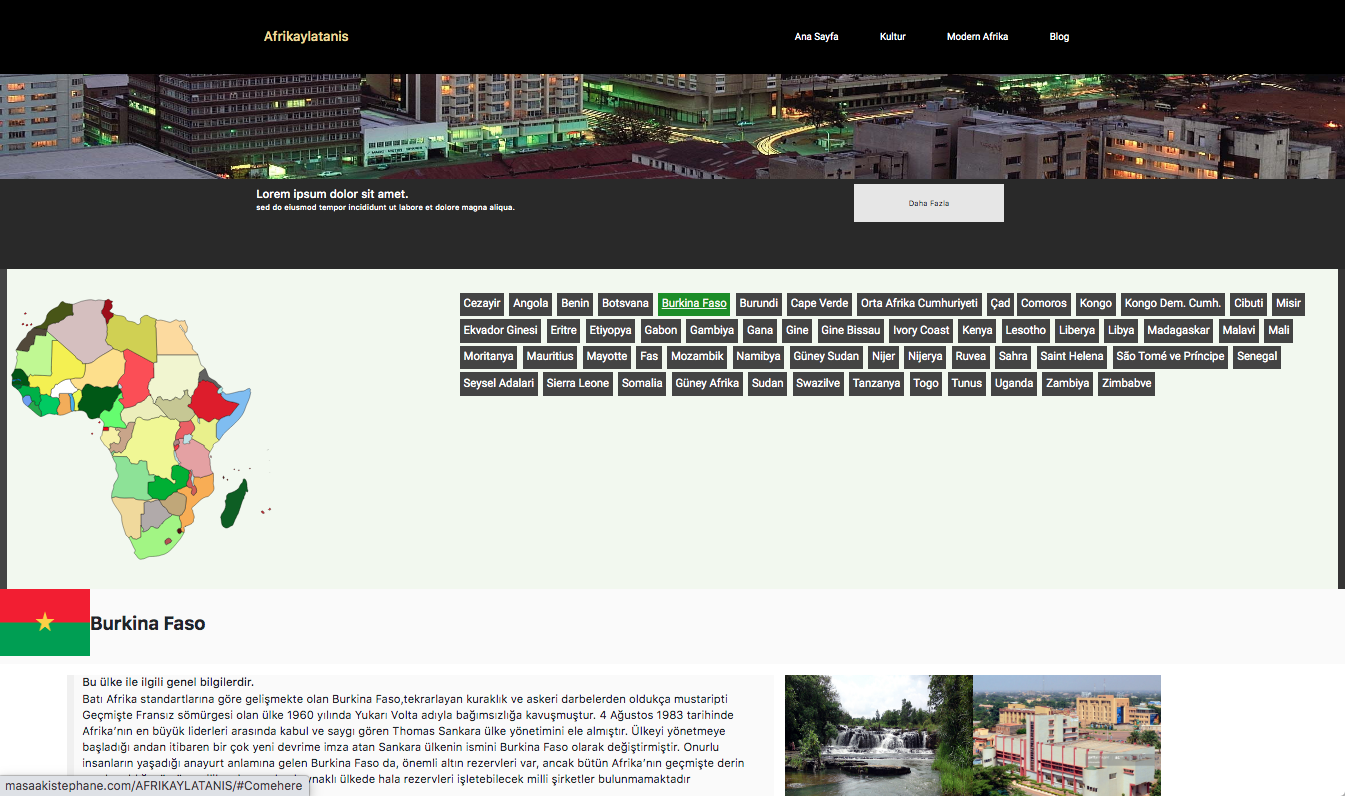 Afrikaylatanis
Ana Sayfa Kultur Modern Afrika Blog
Lorem ipsum dolor sit amet.
sed do eiusmod tempor incididunt ut labore et dolore magna aliqua.
Daha Fazla
Cezayir Angola Benin Botsvana Burkina Faso Burundi Cape Verde Orta Afrika Cumhuriyeti Çad Comoros Kongo Kongo Dem. Cumh. Cibuti Misir
Ekvador Ginesi Eritre Etiyopya Gabon Gambiya Gana Gine Gine Bissau Ivory Coast Kenya Lesotho Liberya Libya Madagaskar Malavi Mali
Moritanya Mauritius Mayotte Fas Mozambik Namibya Güney Sudan Nijer Nijerya Ruvea Sahra Saint Helena São Tomé ve Príncipe Senegal
Seysel Adalari Sierra Leone Somalia Güney Afrika Sudan Swazilve Tanzanya Togo Tunus Uganda Zambiya Zimbabve
Burkina Faso
Bu ülke ile ilgili genel bilgilerdir.
Batı Afrika standartlarına göre gelişmekte olan Burkina Faso,tekrarlayan kuraklık ve askeri darbelerden oldukça mustaripti
Geçmişte Fransız sömürgesi olan ülke 1960 yılında Yukarı Volta adıyla bağımsızlığa kavuşmuştur. 4 Ağustos 1983 tarihinde
Afrika’nın en büyük liderleri arasında kabul ve saygı gören Thomas Sankara ülke yönetimini ele almıştır. Ülkeyi yönetmeye
başladığı andan itibaren bir çok yeni devrime imza atan Sankara ülkenin ismini Burkina Faso olarak değiştirmiştir. Onurlu
insanların yaşadığı anayurt anlamına gelen Burkina Faso da, önemli altın rezervleri var, ancak bütün Afrika’nın geçmişte derin
ülkede hala rezervleri işletebilecek milli şirketler bulunmamaktadır
masaakistephane.com/AFRIKAYLATANIS/#Comehere